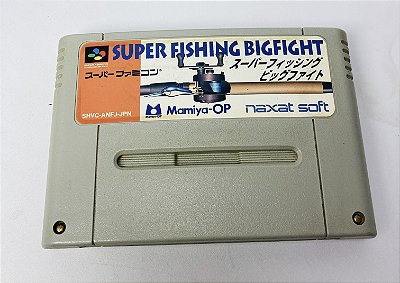 SUPER FISHING BIGFIGHT
スーパーファミコン®
スーパーフィッシング
ビッグファイト
SHVC-ANFJ-JPN
Mamiya-OP
naxat soft